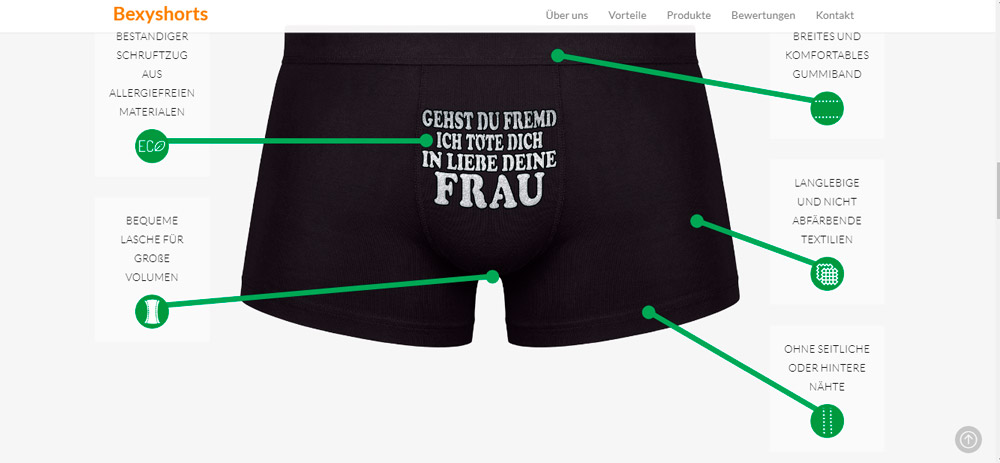 Bexyshorts
Über uns
Vorteile
Produkte
Bewertungen
Kontakt
BESTÄNDIGER
SCHRUFTZUG
AUS
ALLERGIEFREIEN
MATERIALEN
ECO
BEQUEME
LASCHE FÜR
GROßE
VOLUMEN
GEHST DU FREMD
ICH TÖTE DICH
IN LIEBE DEINE
FRAU
BREITES UND
KOMFORTABLES
GUMMIBAND
LANGLEBIGE
UND NICHT
ABFÄRBENDE
TEXTILIEN
OHNE SEITLICHE
ODER HINTERE
NÄHTE